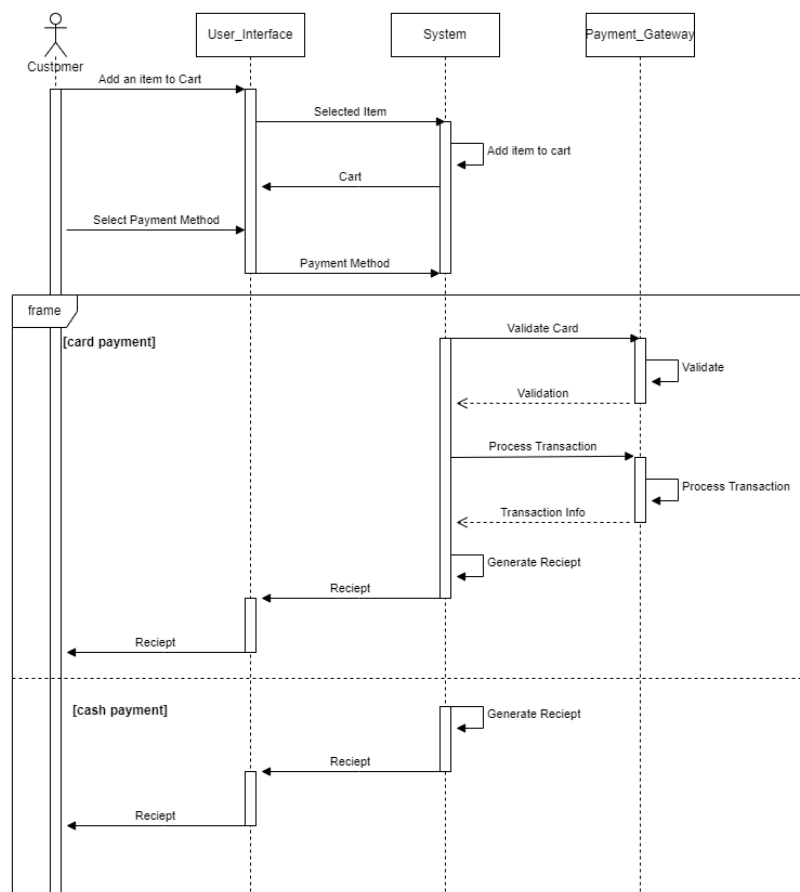 User_Interface
System
Payment_Gateway
Customer
Add an item to Cart
Selected Item
Add item to cart
Cart
Select Payment Method
Payment Method
frame
[card payment]
Validate Card
Validate
Validation
Process Transaction
Process Transaction
Transaction Info
Generate Reciept
Reciept
Reciept
[cash payment]
Generate Reciept
Reciept
Reciept